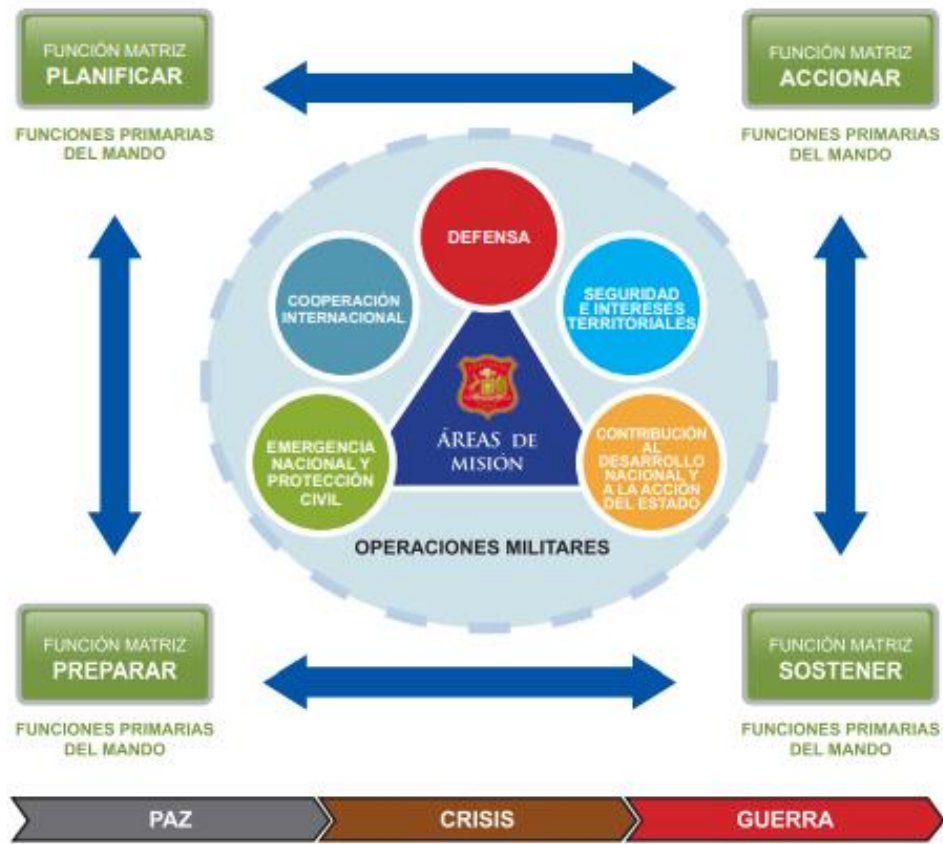 FUNCIÓN MATRIZ
PLANIFICAR
FUNCIONES PRIMARIAS
DEL MANDO
FUNCIÓN MATRIZ
ACCIONAR
FUNCIONES PRIMARIAS
DEL MANDO
DEFENSA
COOPERACIÓN
INTERNACIONAL
SEGURIDAD
E INTERESES
TERRITORIALES
EMERGENCIA
NACIONAL Y
PROTECCIÓN
CIVIL
ÁREAS DE
MISIÓN
CONTRIBUCIÓN
AL
DESARROLLO
NACIONAL Y
A LA ACCIÓN
DEL ESTADO
OPERACIONES MILITARES
FUNCIÓN MATRIZ
PREPARAR
FUNCIONES PRIMARIAS
DEL MANDO
FUNCIÓN MATRIZ
SOSTENER
FUNCIONES PRIMARIAS
DEL MANDO
PAZ
CRISIS
GUERRA